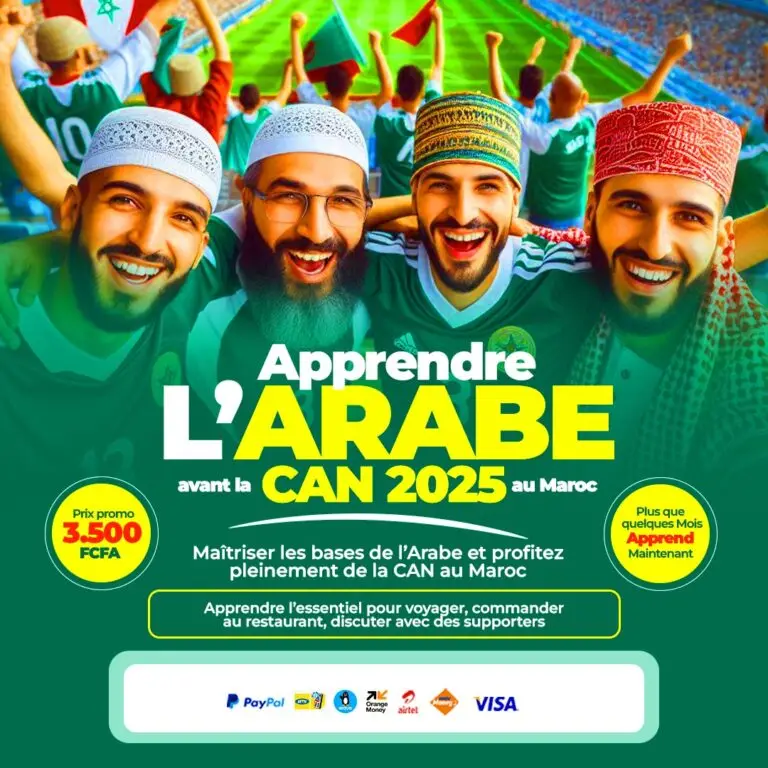 10
Apprendre
L'ARABE
avant la CAN 2025 au Maroc
Prix promo
3.500
FCFA
Plus que
quelques Mois
Apprend
Maintenant
Maîtriser les bases de l'Arabe et profitez
pleinement de la CAN au Maroc
Apprendre l'essentiel pour voyager, commander
au restaurant, discuter avec des supporters
PayPal
Orange
Money
airtel
VISA